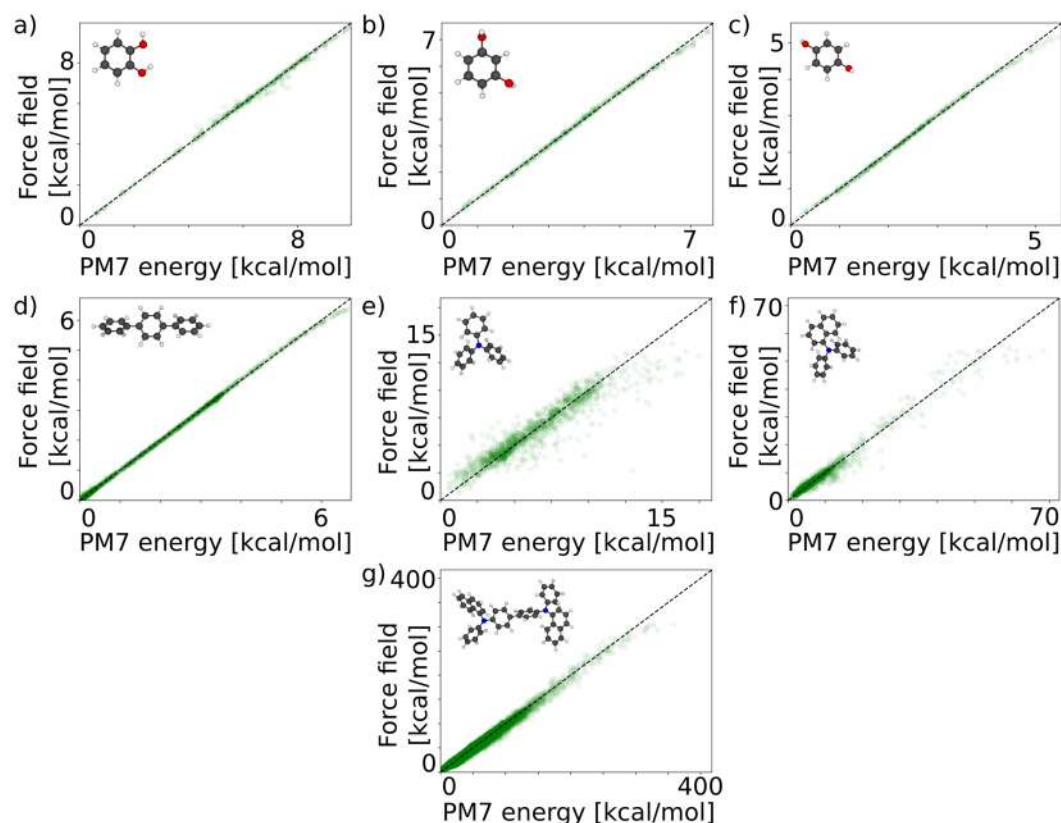 a)
8
0
Force field
[kcal/mol]
0
8
PM7 energy [kcal/mol]
b)
7
0
Force field
[kcal/mol]
0
7
PM7 energy [kcal/mol]
c)
5
0
Force field
[kcal/mol]
0
5
PM7 energy [kcal/mol]
d)
6
0
Force field
[kcal/mol]
0
6
PM7 energy [kcal/mol]
e)
15
0
Force field
[kcal/mol]
0
15
PM7 energy [kcal/mol]
f)
70
0
Force field
[kcal/mol]
0
70
PM7 energy [kcal/mol]
g)
400
0
Force field
[kcal/mol]
0
400
PM7 energy [kcal/mol]